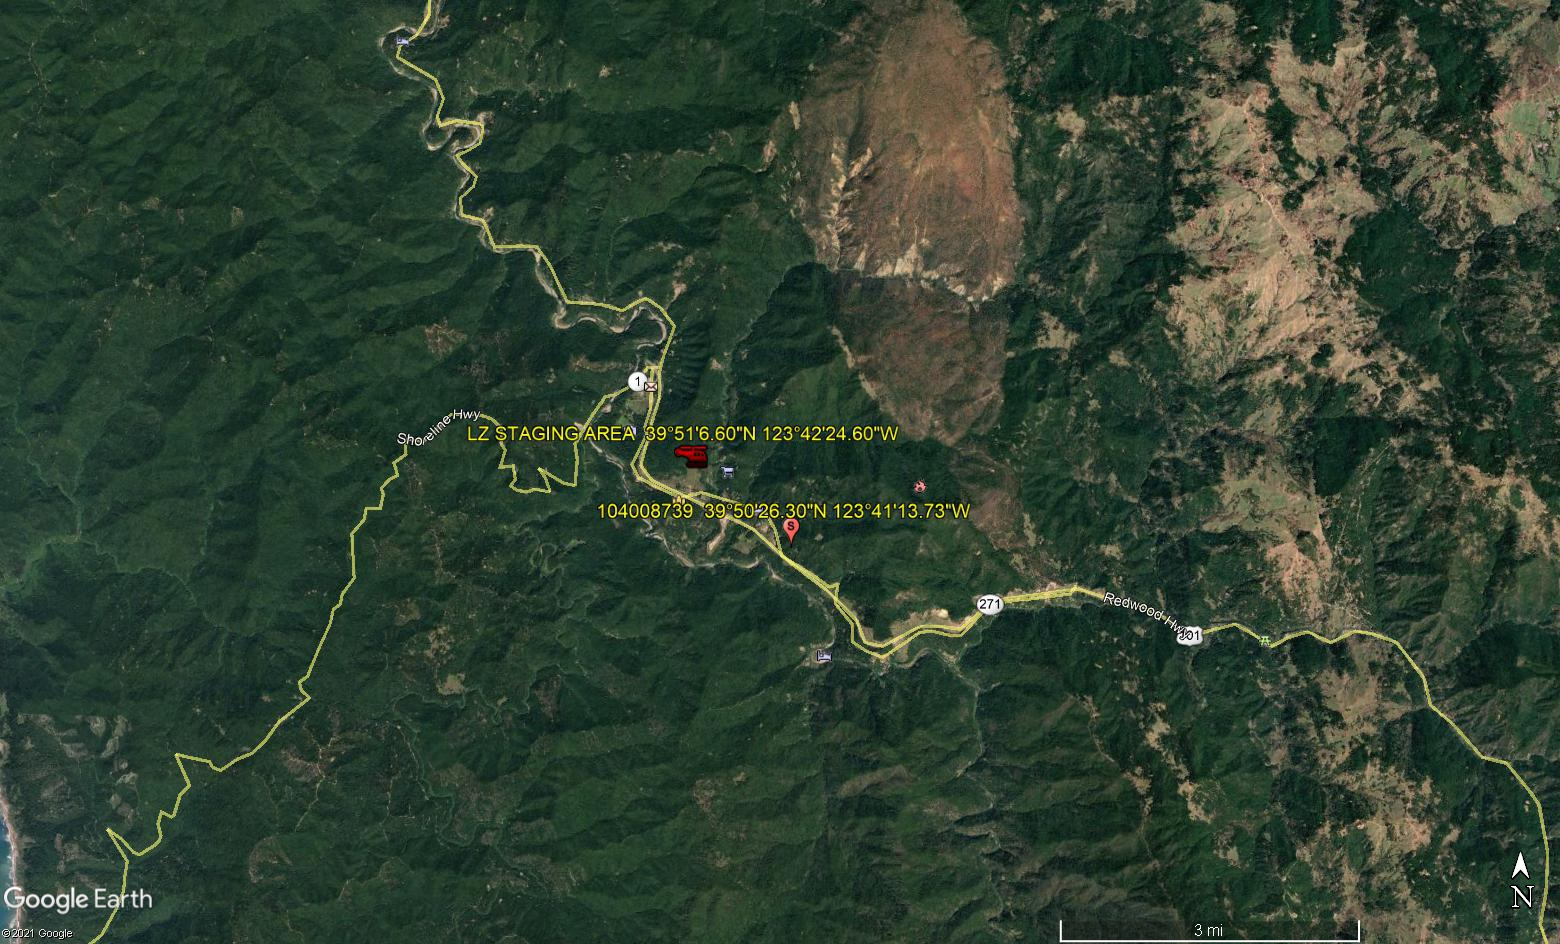 1
Shoreline Hwy
LZ STAGING AREA  39°51'6.60"N 123°42'24.60"W
104008739  39°50'26.30"N 123°41'13.73"W
S
271
Redwood Hwy
101
Google Earth
©2021 Google
N
3 mi